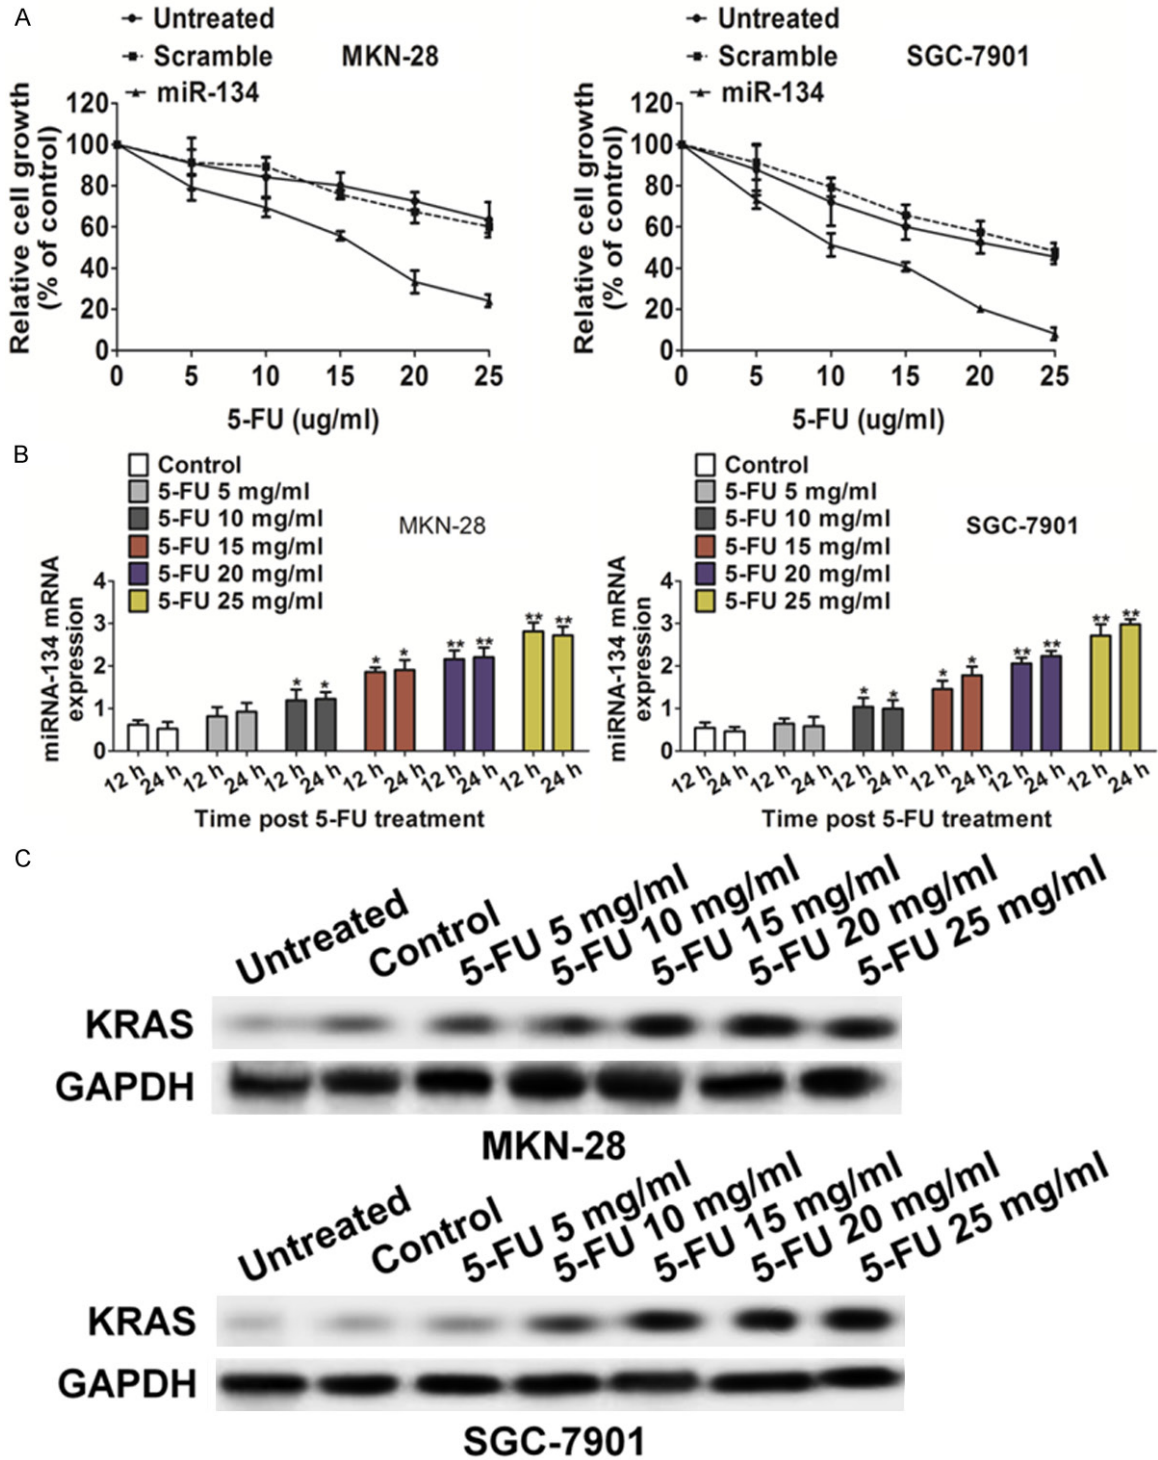 A
Untreated
Scramble
miR-134
MKN-28
Relative cell growth
(% of control)
120
100
80
60
40
20
0
0 5 10 15 20 25
5-FU (ug/ml)
Untreated
Scramble
miR-134
SGC-7901
Relative cell growth
(% of control)
120
100
80
60
40
20
0
0 5 10 15 20 25
5-FU (ug/ml)
B
Control
5-FU 5 mg/ml
5-FU 10 mg/ml
5-FU 15 mg/ml
5-FU 20 mg/ml
5-FU 25 mg/ml
MKN-28
miRNA-134 mRNA
expression
4
3
2
1
0
* * * * ** ** ** **
12 h 24 h 12 h 24 h 12 h 24 h 12 h 24 h 12 h 24 h 12 h 24 h
Time post 5-FU treatment
Control
5-FU 5 mg/ml
5-FU 10 mg/ml
5-FU 15 mg/ml
5-FU 20 mg/ml
5-FU 25 mg/ml
SGC-7901
miRNA-134 mRNA
expression
4
3
2
1
0
* * * * ** ** ** **
12 h 24 h 12 h 24 h 12 h 24 h 12 h 24 h 12 h 24 h 12 h 24 h
Time post 5-FU treatment
C
Untreated
Control
5-FU 5 mg/ml
5-FU 10 mg/ml
5-FU 15 mg/ml
5-FU 20 mg/ml
5-FU 25 mg/ml
KRAS
GAPDH
MKN-28
Untreated
Control
5-FU 5 mg/ml
5-FU 10 mg/ml
5-FU 15 mg/ml
5-FU 20 mg/ml
5-FU 25 mg/ml
KRAS
GAPDH
SGC-7901